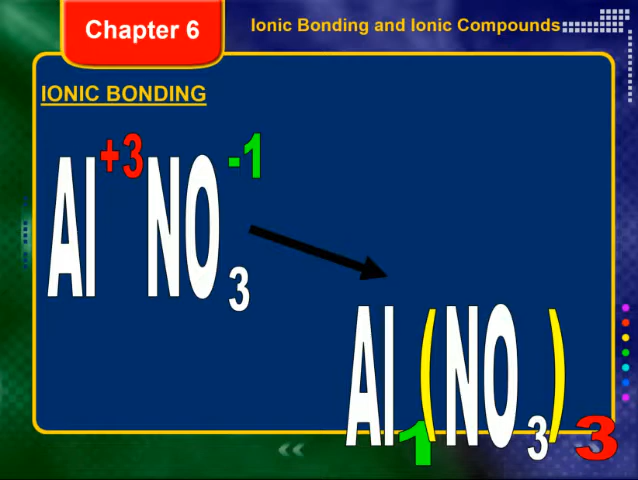 Chapter 6
Ionic Bonding and Ionic Compounds
IONIC BONDING
Al+3 NO3-1
Al1(NO3)3